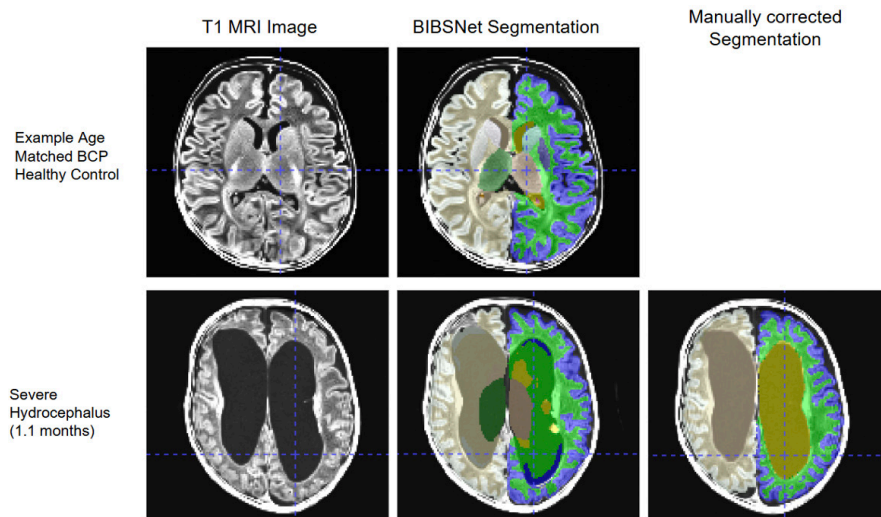 T1 MRI Image
BIBSNet Segmentation
Manually corrected
Segmentation
Example Age
Matched BCP
Healthy Control
Severe
Hydrocephalus
(1.1 months)